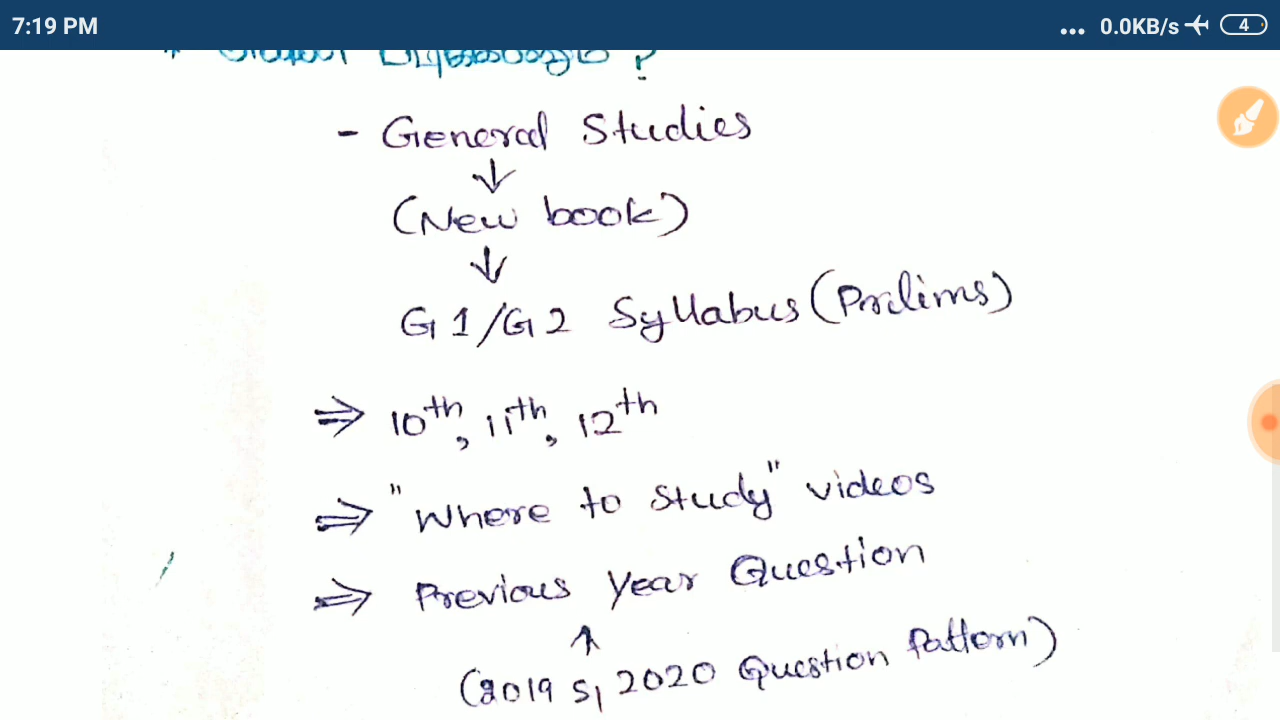 7:19 PM
... 0.0KB/s 4
?
- General Studies
↓
(New book)
↓
G1/G2 Syllabus (Prelims)
⇒ 10th, 11th, 12th
⇒ "Where to study" videos
⇒ Previous Year Question
↑
(2019 2020 Question Pattern)